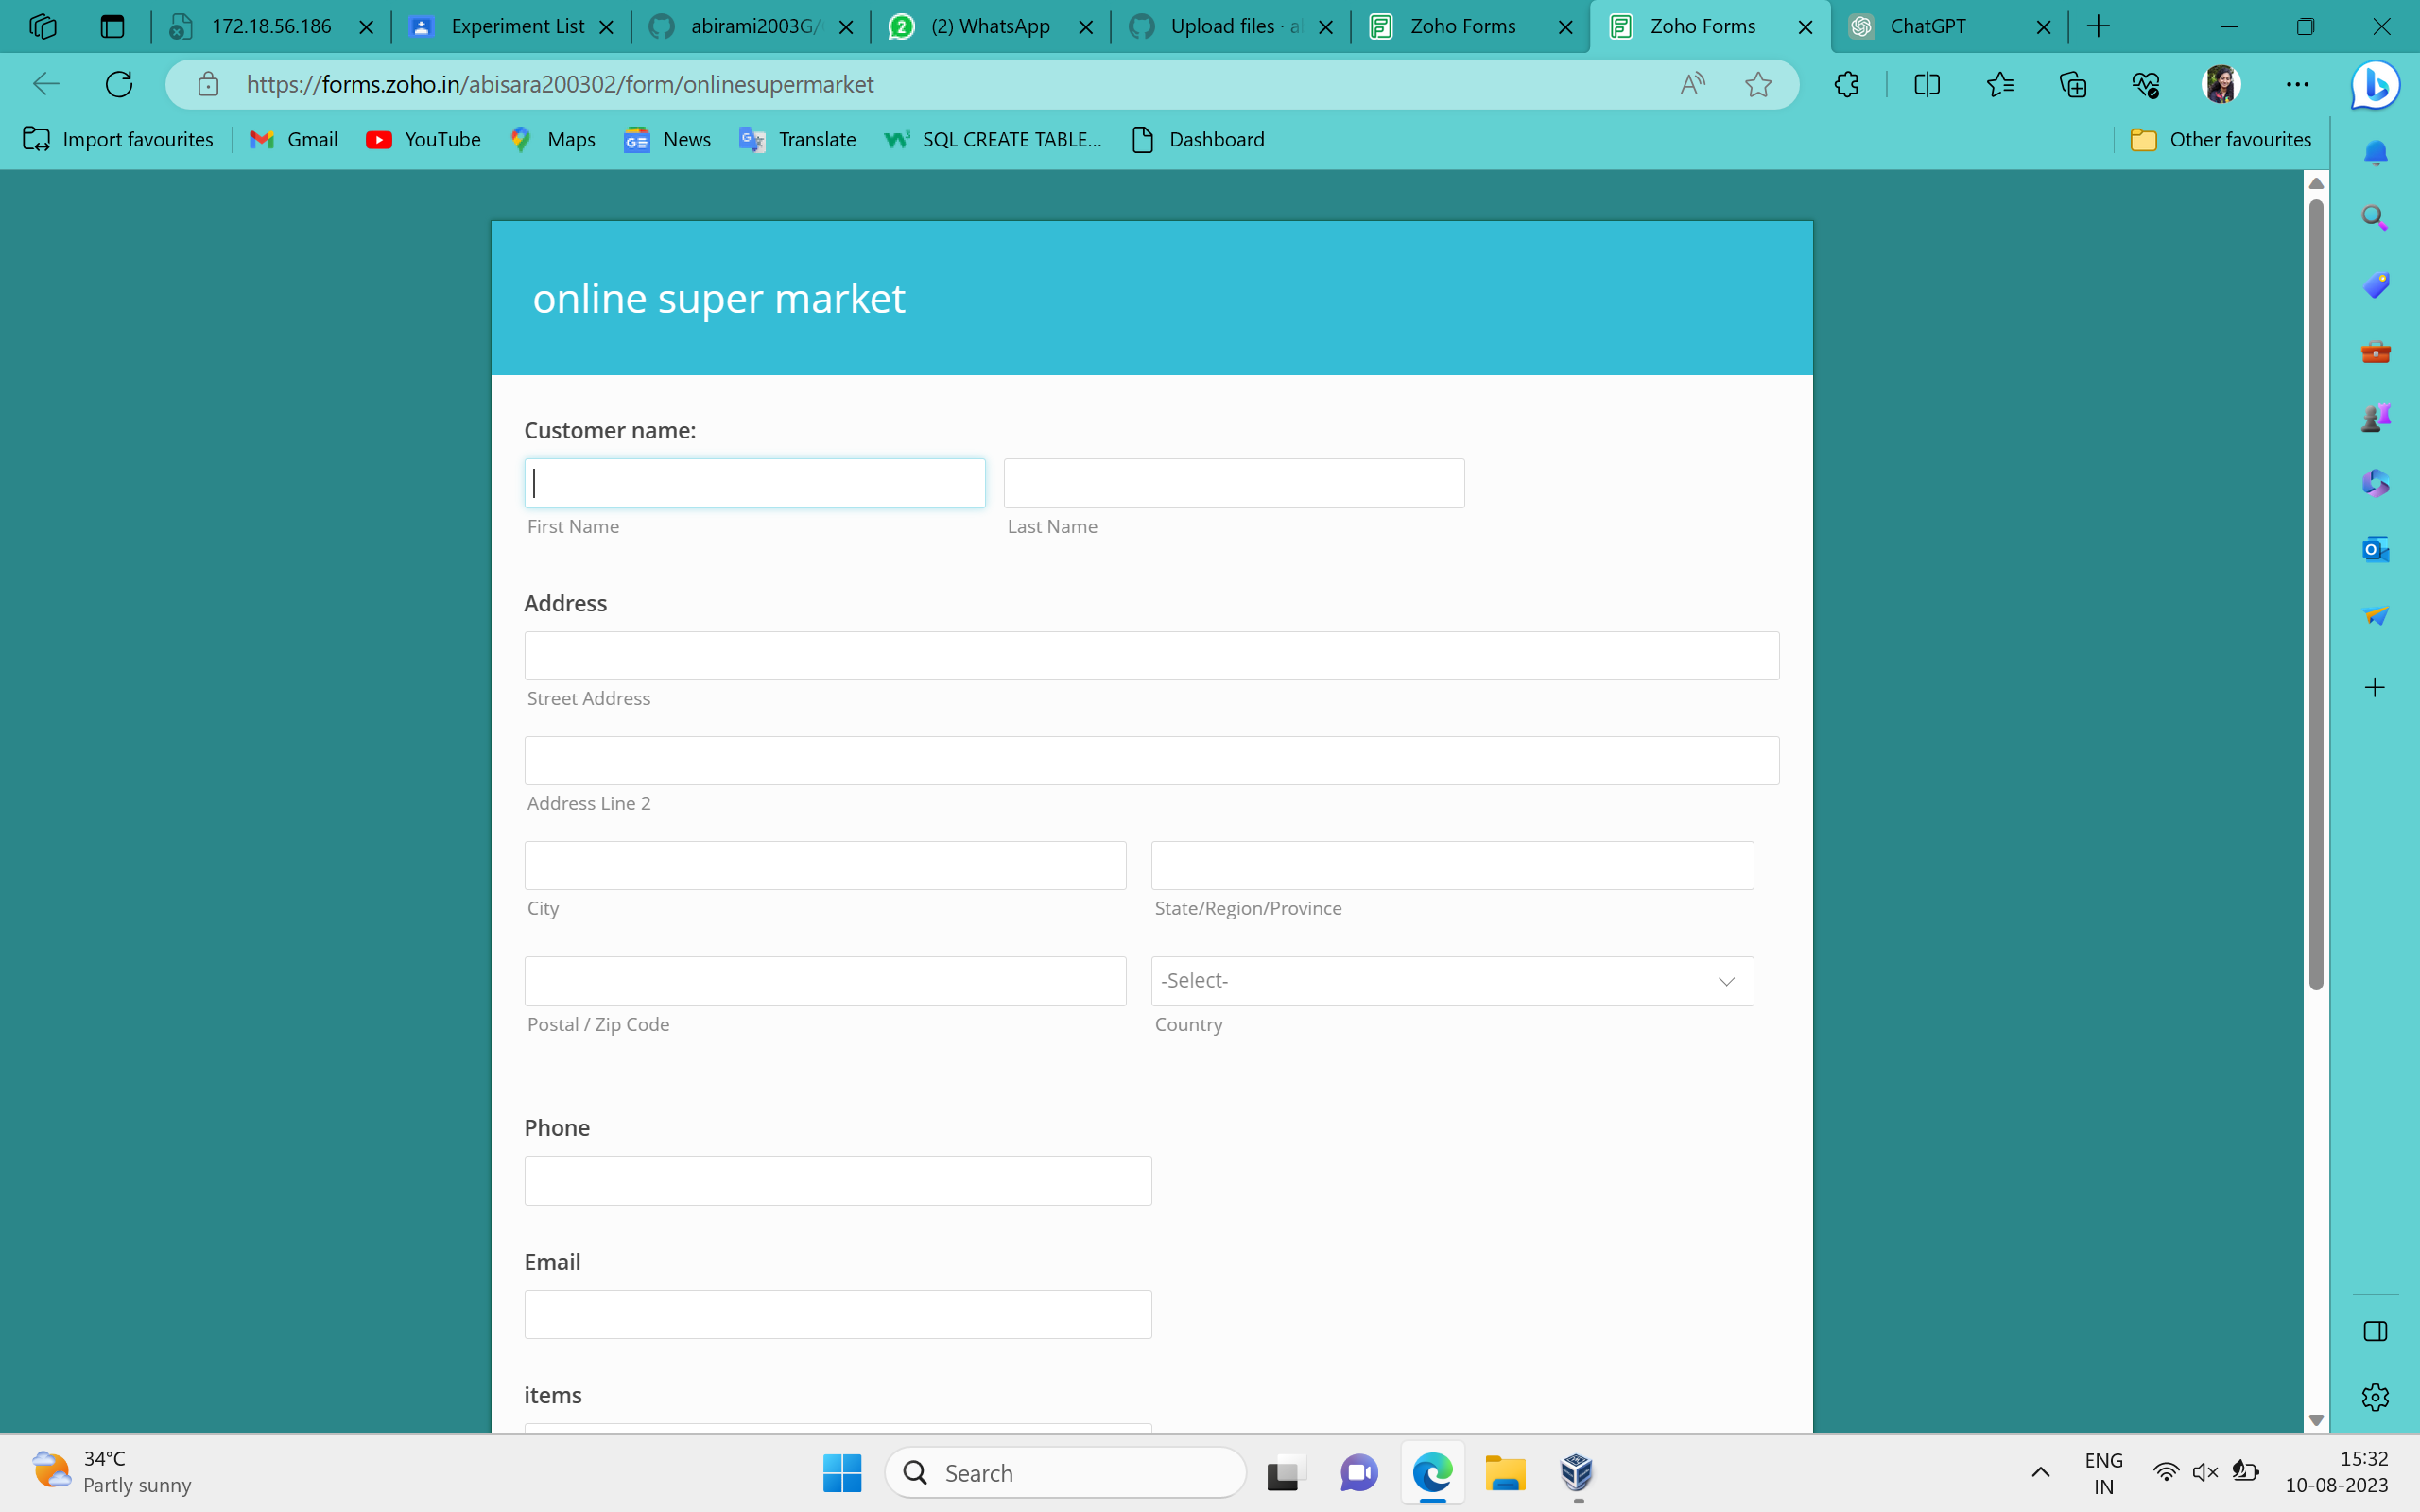 172.18.56.186
Experiment List
abirami2003G/
(2) WhatsApp
Upload files · a
Zoho Forms
Zoho Forms
ChatGPT
https://forms.zoho.in/abisara200302/form/onlinesupermarket
Import favourites
Gmail
YouTube
Maps
News
Translate
SQL CREATE TABLE...
Dashboard
Other favourites
online super market
Customer name:
First Name
Last Name
Address
Street Address
Address Line 2
City
State/Region/Province
-Select-
Postal / Zip Code
Country
Phone
Email
items
34°C
Partly sunny
Search
ENG
IN
15:32
10-08-2023